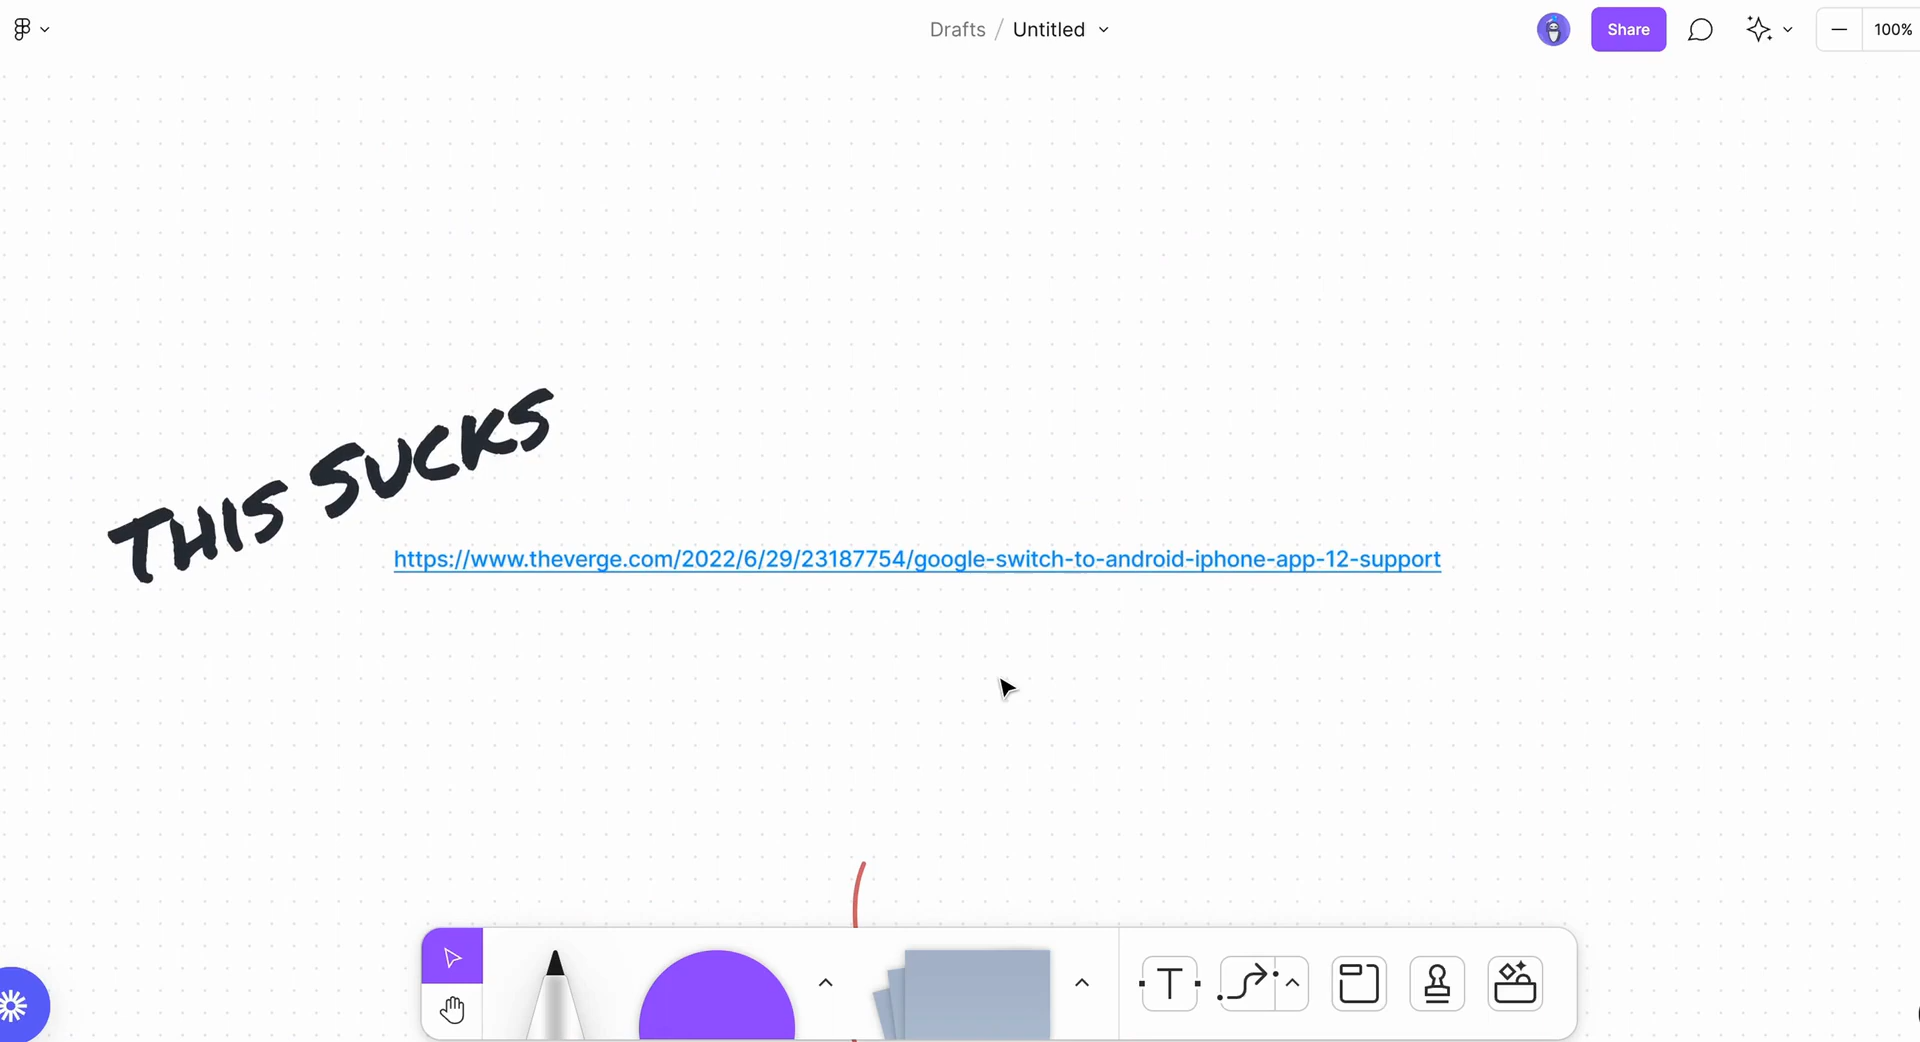 Drafts / Untitled
Share
100%
THIS SUCKS
https://www.theverge.com/2022/6/29/23187754/google-switch-to-android-iphone-app-12-support
T